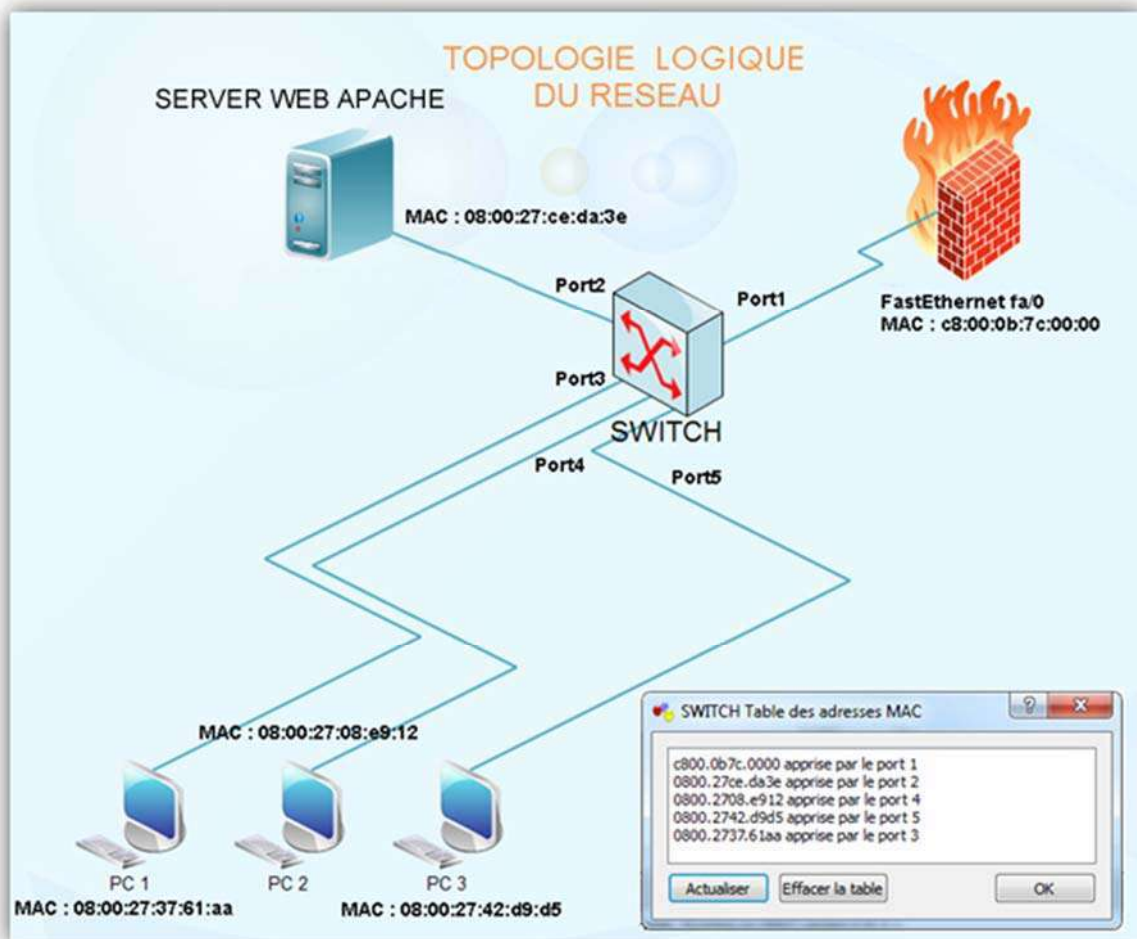 TOPOLOGIE LOGIQUE
DU RESEAU
SERVER WEB APACHE
MAC : 08:00:27:ce:da:3e
Port2
Port1
FastEthernet fa/0
MAC : c8:00:0b:7c:00:00
Port3
SWITCH
Port4
Port5
MAC : 08:00:27:08:e9:12
PC 1
PC 2
PC 3
MAC : 08:00:27:37:61:aa
MAC : 08:00:27:42:d9:d5
SWITCH Table des adresses MAC
c800.0b7c.0000 apprise par le port 1
0800.27ce.da3e apprise par le port 2
0800.2708.e912 apprise par le port 4
0800.2742.d9d5 apprise par le port 5
0800.2737.61aa apprise par le port 3
Actualiser
Effacer la table
OK